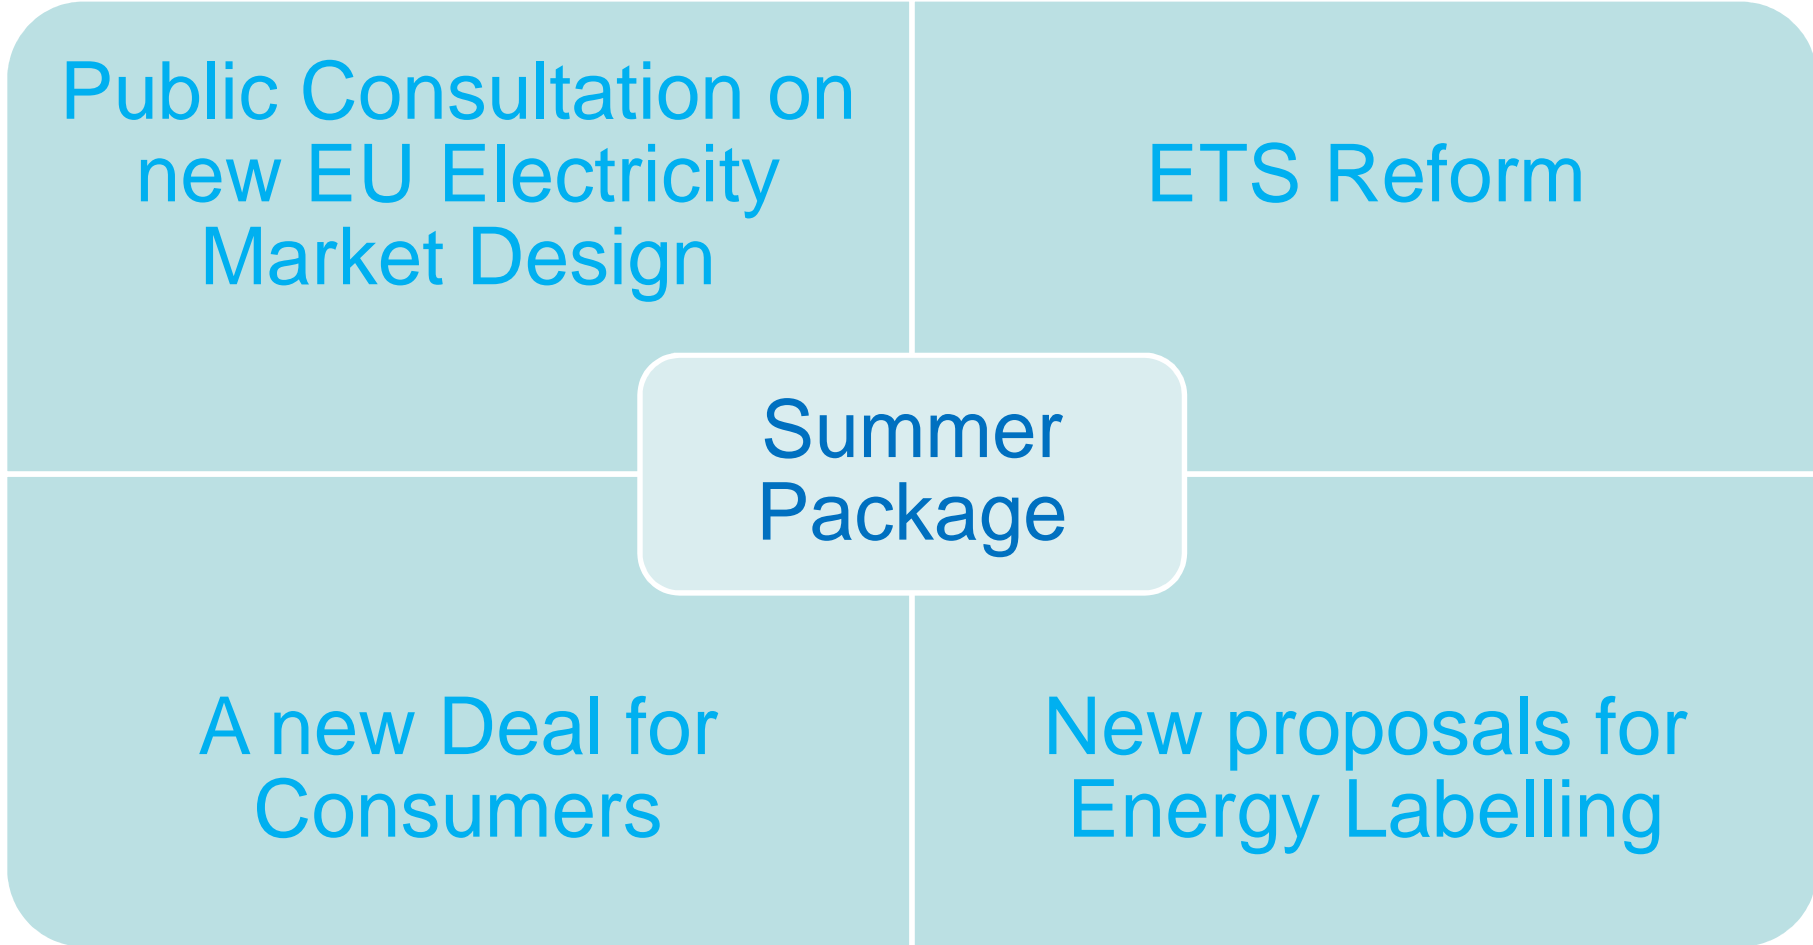 Public Consultation on
new EU Electricity
Market Design
ETS Reform
Summer
Package
A new Deal for
Consumers
New proposals for
Energy Labelling